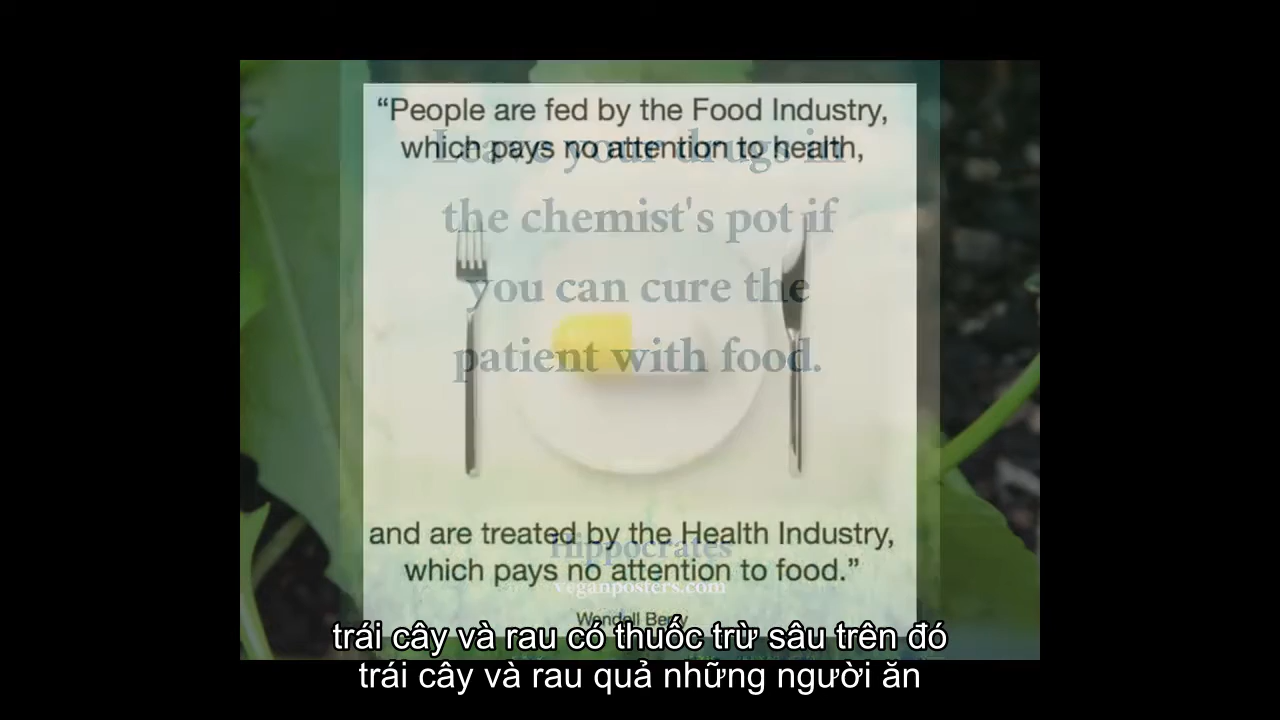 “People are fed by the Food Industry,
which pays no attention to health,
Leave your drugs in
the chemist's pot if
you can cure the
patient with food.
and are treated by the Health Industry,
Hippocrates
which pays no attention to food.”
veganposters.com
Wendell Berry
trái cây và rau có thuốc trừ sâu trên đó
trái cây và rau quả những người ăn